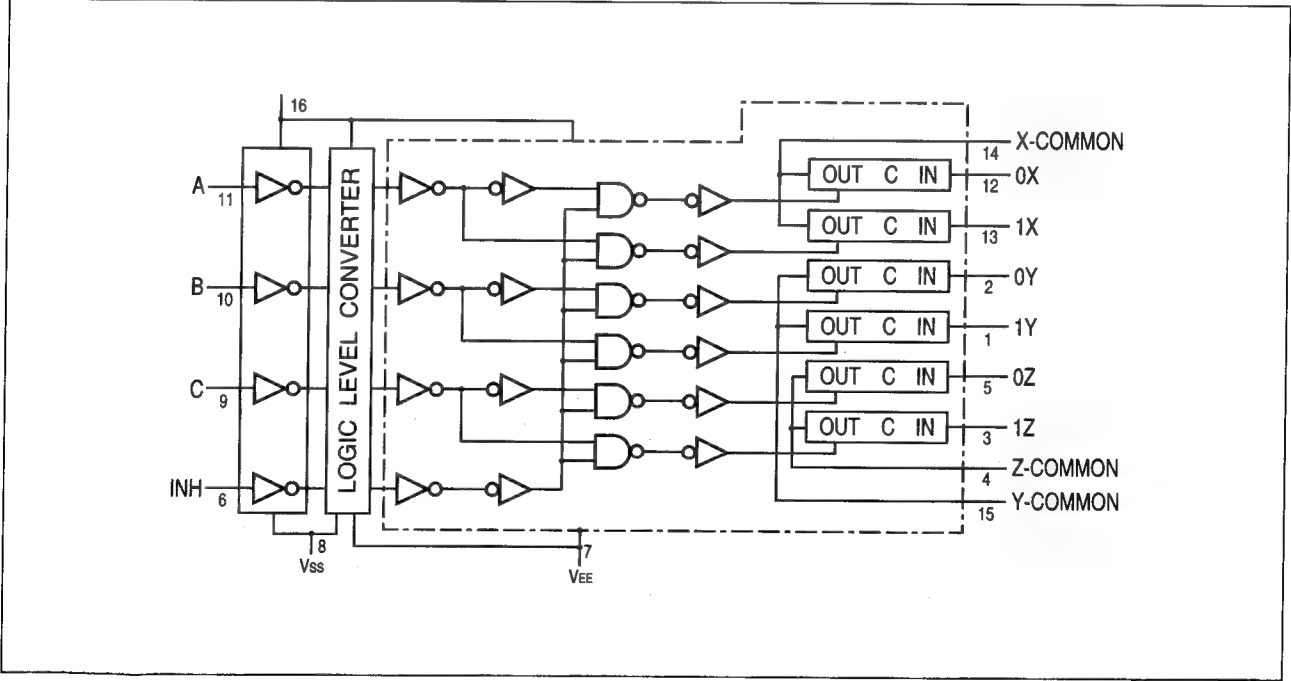 16
A
11
B
10
C
9
INH
6
LOGIC LEVEL CONVERTER
8
Vss
7
VEE
X-COMMON
14
OUT C IN
12
0X
OUT C IN
13
1X
OUT C IN
2
0Y
OUT C IN
1
1Y
OUT C IN
5
0Z
OUT C IN
3
1Z
Z-COMMON
4
Y-COMMON
15